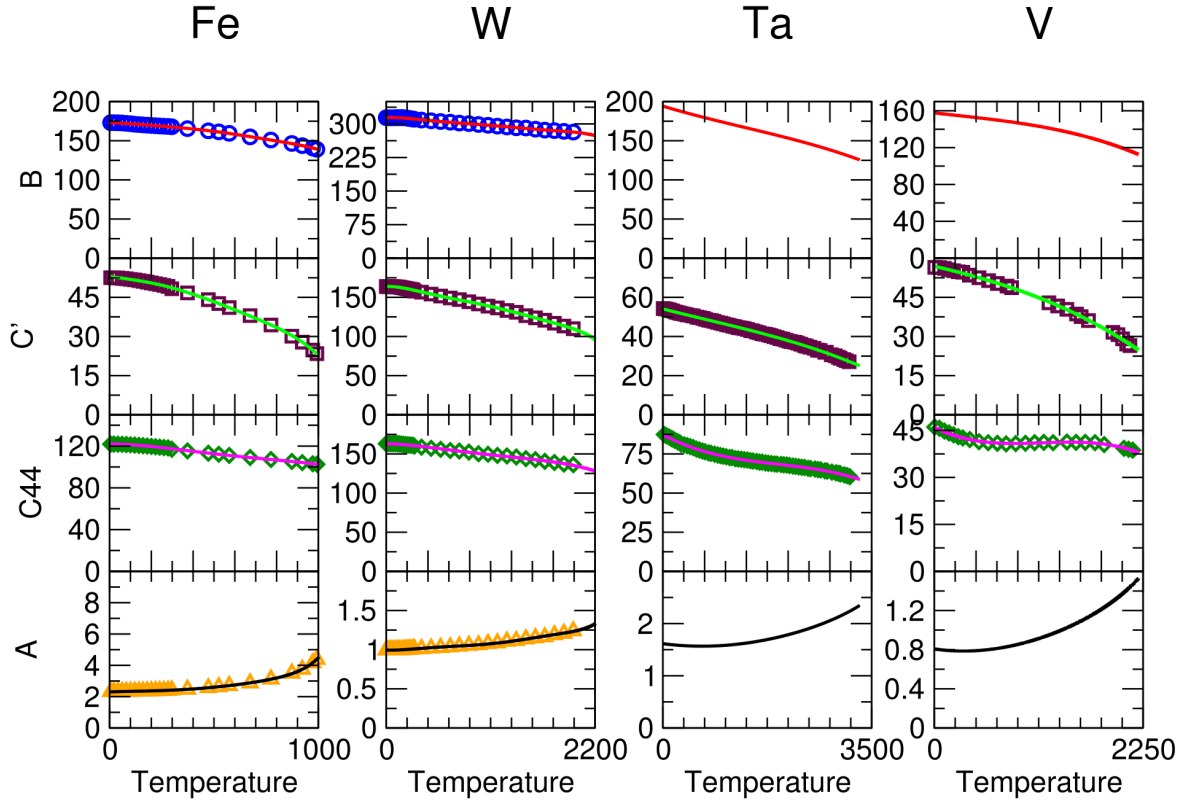 Fe W Ta V
200 150 100 50 0
300 225 150 75 0
200 150 100 50 0
160 120 80 40 0
B
45 30 15 0
150 100 50 0
60 40 20 0
45 30 15 0
C'
120 80 40 0
150 100 50 0
75 50 25 0
45 30 15 0
C44
8 6 4 2 0
1.5 1 0.5 0
2 1 0
1.2 0.8 0.4 0
A
0 1000 0 2200 0 3500 0 2250
Temperature Temperature Temperature Temperature